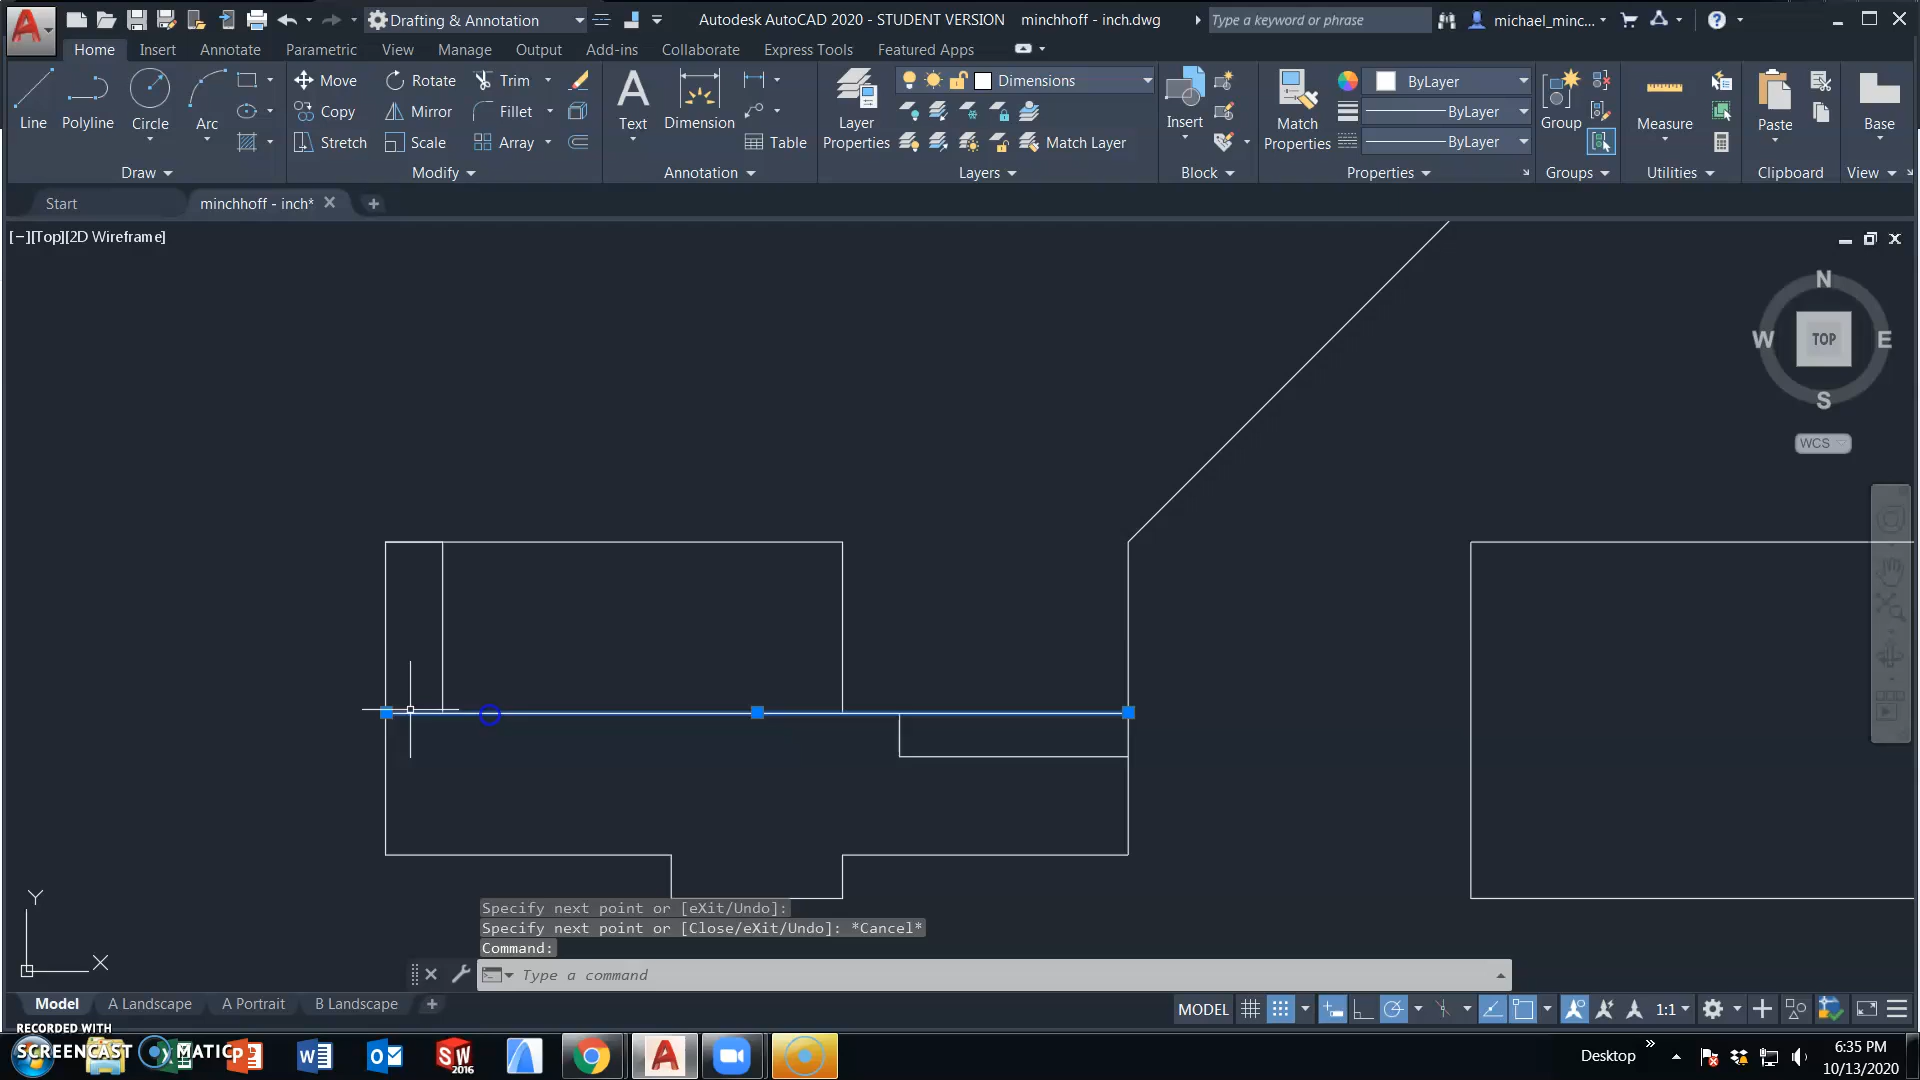 Drafting & Annotation
Autodesk AutoCAD 2020 - STUDENT VERSION minchhoff - inch.dwg
Type a keyword or phrase
michael_minc...
Home Insert Annotate Parametric View Manage Output Add-ins Collaborate Express Tools Featured Apps
Line
Polyline
Circle
Arc
Draw
Move Rotate Trim
Copy Mirror Fillet
Stretch Scale Array
Modify
Text
Dimension
Table
Annotation
Layer Properties
Dimensions
Match Layer
Layers
Insert
Block
Match Properties
ByLayer
ByLayer
ByLayer
Properties
Group
Groups
Measure
Utilities
Paste
Clipboard
Base
View
Start
minchhoff - inch*
[−][Top][2D Wireframe]
N
W TOP E
S
WCS
Y
X
Specify next point or [eXit/Undo]:
Specify next point or [Close/eXit/Undo]: *Cancel*
Command:
Type a command
Model A Landscape A Portrait B Landscape
MODEL
1:1
RECORDED WITH
SCREENCAST MATIC
SW 2016
Desktop
6:35 PM
10/13/2020